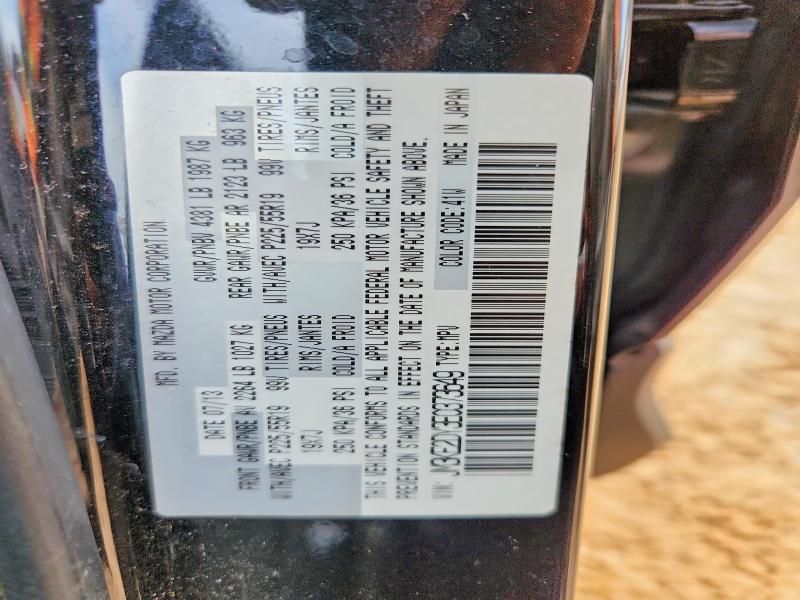 MFD. BY MAZDA MOTOR CORPORATION
DATE 07/13 GVWR/PNBV 4381 LB 1987 KG
FRONT GAWR/PNBE AV 2264 LB 1027 KG REAR GAWR/PNBE AR 2123 LB 963 KG
WITH/AVEC P225/55R19 99V TIRES/PNEUS WITH/AVEC P225/55R19 99V TIRES/PNEUS
19X7J RIMS/JANTES 19X7J RIMS/JANTES
250 KPA/36 PSI COLD/A FROID 250 KPA/36 PSI COLD/A FROID
THIS VEHICLE CONFORMS TO ALL APPLICABLE FEDERAL MOTOR VEHICLE SAFETY AND THEFT
PREVENTION STANDARDS IN EFFECT ON THE DATE OF MANUFACTURE SHOWN ABOVE.
VIN: TYPE:MPV COLOR CODE:41W MADE IN JAPAN